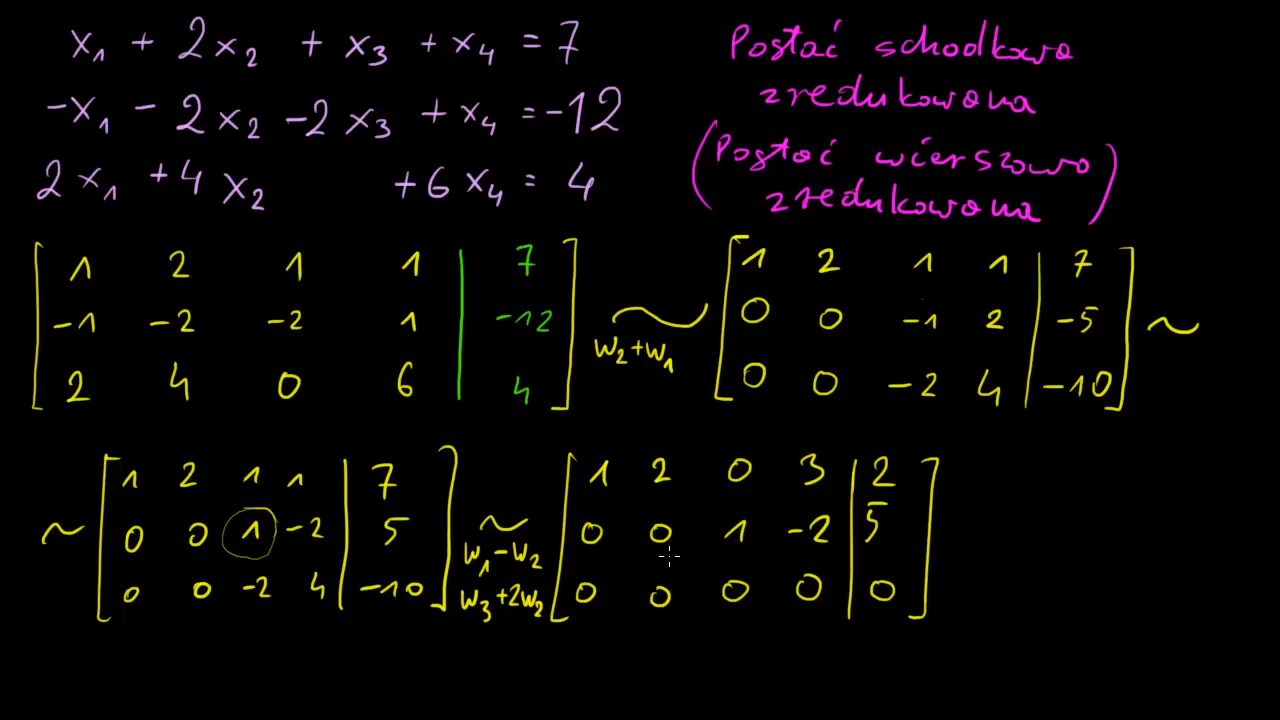 x₁ + 2x₂ + x₃ + x₄ = 7
-x₁ - 2x₂ - 2x₃ + x₄ = -12
2x₁ + 4x₂ + 6x₄ = 4
Postać schodkowa
zredukowana
(Postać wierszowa
zredukowana)
[ 1 2 1 1 | 7 ]
[ -1 -2 -2 1 | -12 ]
[ 2 4 0 6 | 4 ]
~
w₂+w₁
[ 1 2 1 1 | 7 ]
[ 0 0 -1 2 | -5 ] ~
[ 0 0 -2 4 | -10 ]
[ 1 2 1 1 | 7 ]
~ [ 0 0 1 -2 | 5 ]
[ 0 0 -2 4 | -10 ]
~
w₁-w₂
w₃+2w₂
[ 1 2 0 3 | 2 ]
[ 0 0 1 -2 | 5 ]
[ 0 0 0 0 | 0 ]